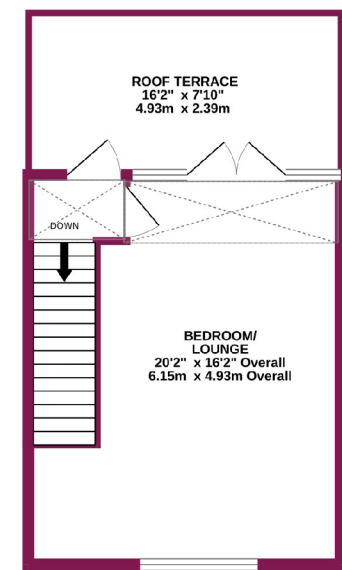 ROOF TERRACE
16'2" x 7'10"
4.93m x 2.39m
DOWN
BEDROOM/
LOUNGE
20'2" x 16'2" Overall
6.15m x 4.93m Overall